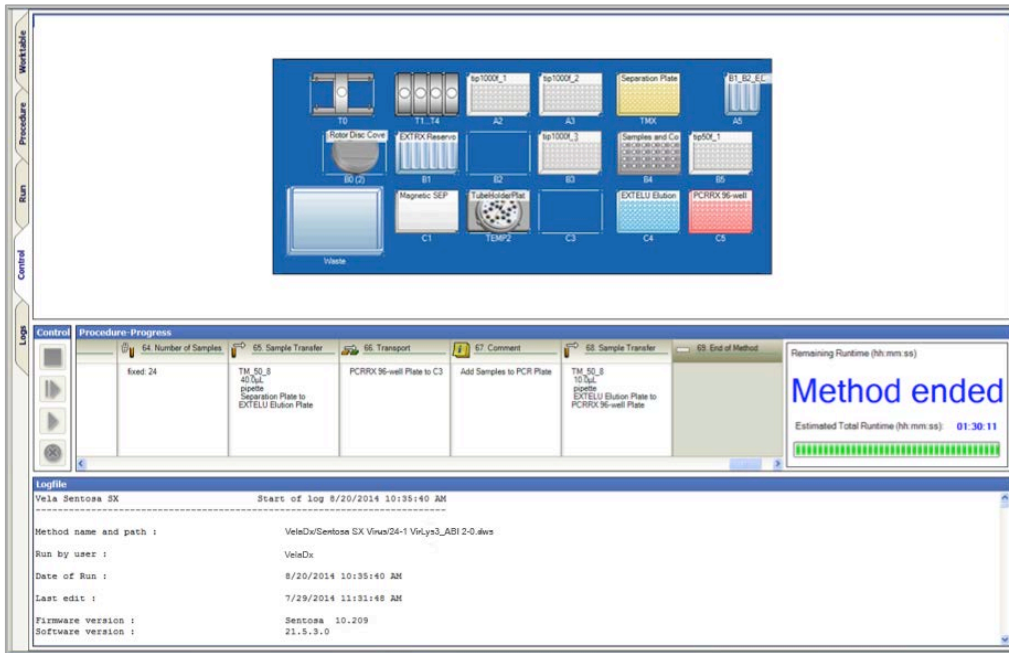 Worktable
Procedure
Run
Control
Logs
tip1000f_1
tip1000f_2
Separation Plate
B1_B2_EC
T0
T1...T4
A2
A3
TMX
A5
Rotor Disc Cove
EXTRX Reservo
tip1000f_3
Samples and Co
tip50f_1
B0 (2)
B1
B2
B3
B4
B5
Magnetic SEP
TubeHolderPlat
EXTELU Elution
PCRRX 96-well
C1
TEMP2
C3
C4
C5
Waste
Control
Procedure-Progress
64. Number of Samples
65. Sample Transfer
66. Transport
67. Comment
68. Sample Transfer
69. End of Method
fixed: 24
TM_50_8
40.0µL
pipette
Separation Plate to
EXTELU Elution Plate
PCRRX 96-well Plate to C3
Add Samples to PCR Plate
TM_50_8
10.0µL
pipette
EXTELU Elution Plate to
PCRRX 96-well Plate
Remaining Runtime (hh:mm:ss)
Method ended
Estimated Total Runtime (hh:mm:ss): 01:30:11
Logfile
Vela Sentosa SX Start of log 8/20/2014 10:35:40 AM
Method name and path : VelaDx/Sentosa SX Virus/24-1 VirLys3_ABI 2-0.dws
Run by user : VelaDx
Date of Run : 8/20/2014 10:35:40 AM
Last edit : 7/29/2014 11:31:48 AM
Firmware version : Sentosa 10.209
Software version : 21.5.3.0